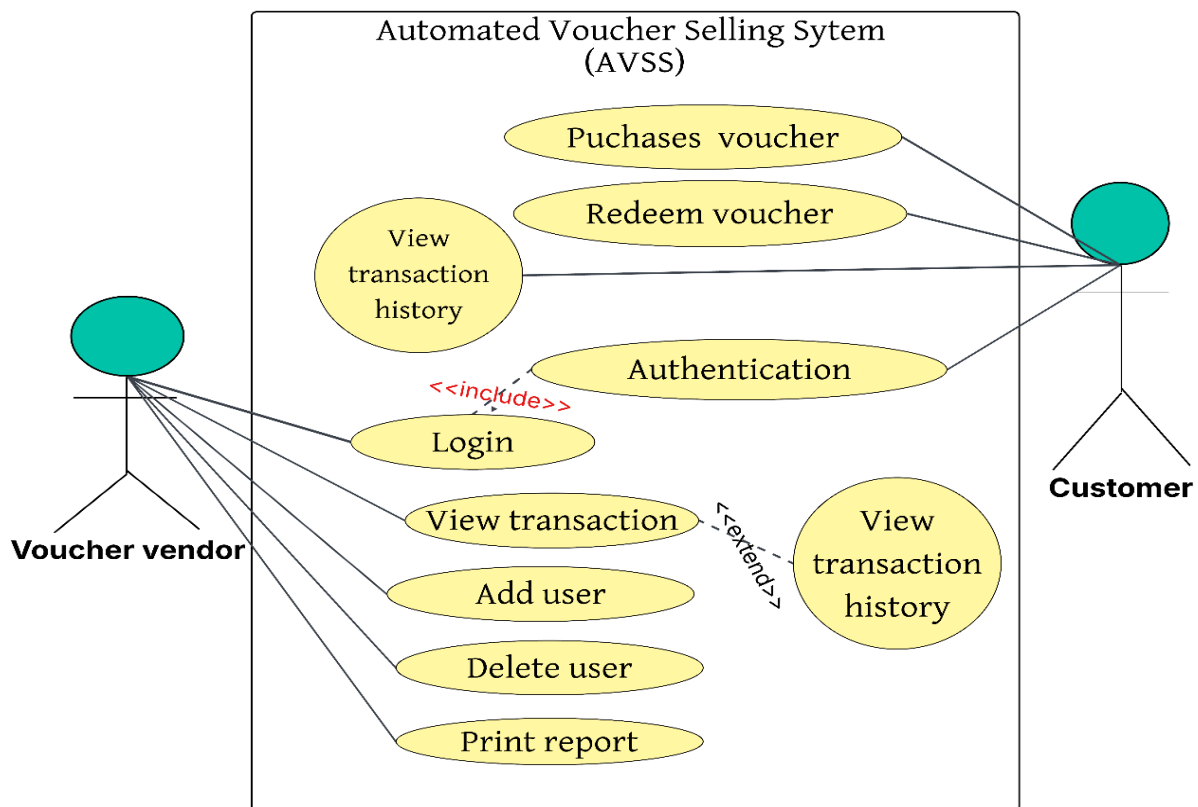 Automated Voucher Selling Sytem
(AVSS)
Puchases voucher
Redeem voucher
View
transaction
history
Authentication
<<include>>
Login
Customer
Voucher vendor
View transaction
<<extend>>
View
transaction
history
Add user
Delete user
Print report